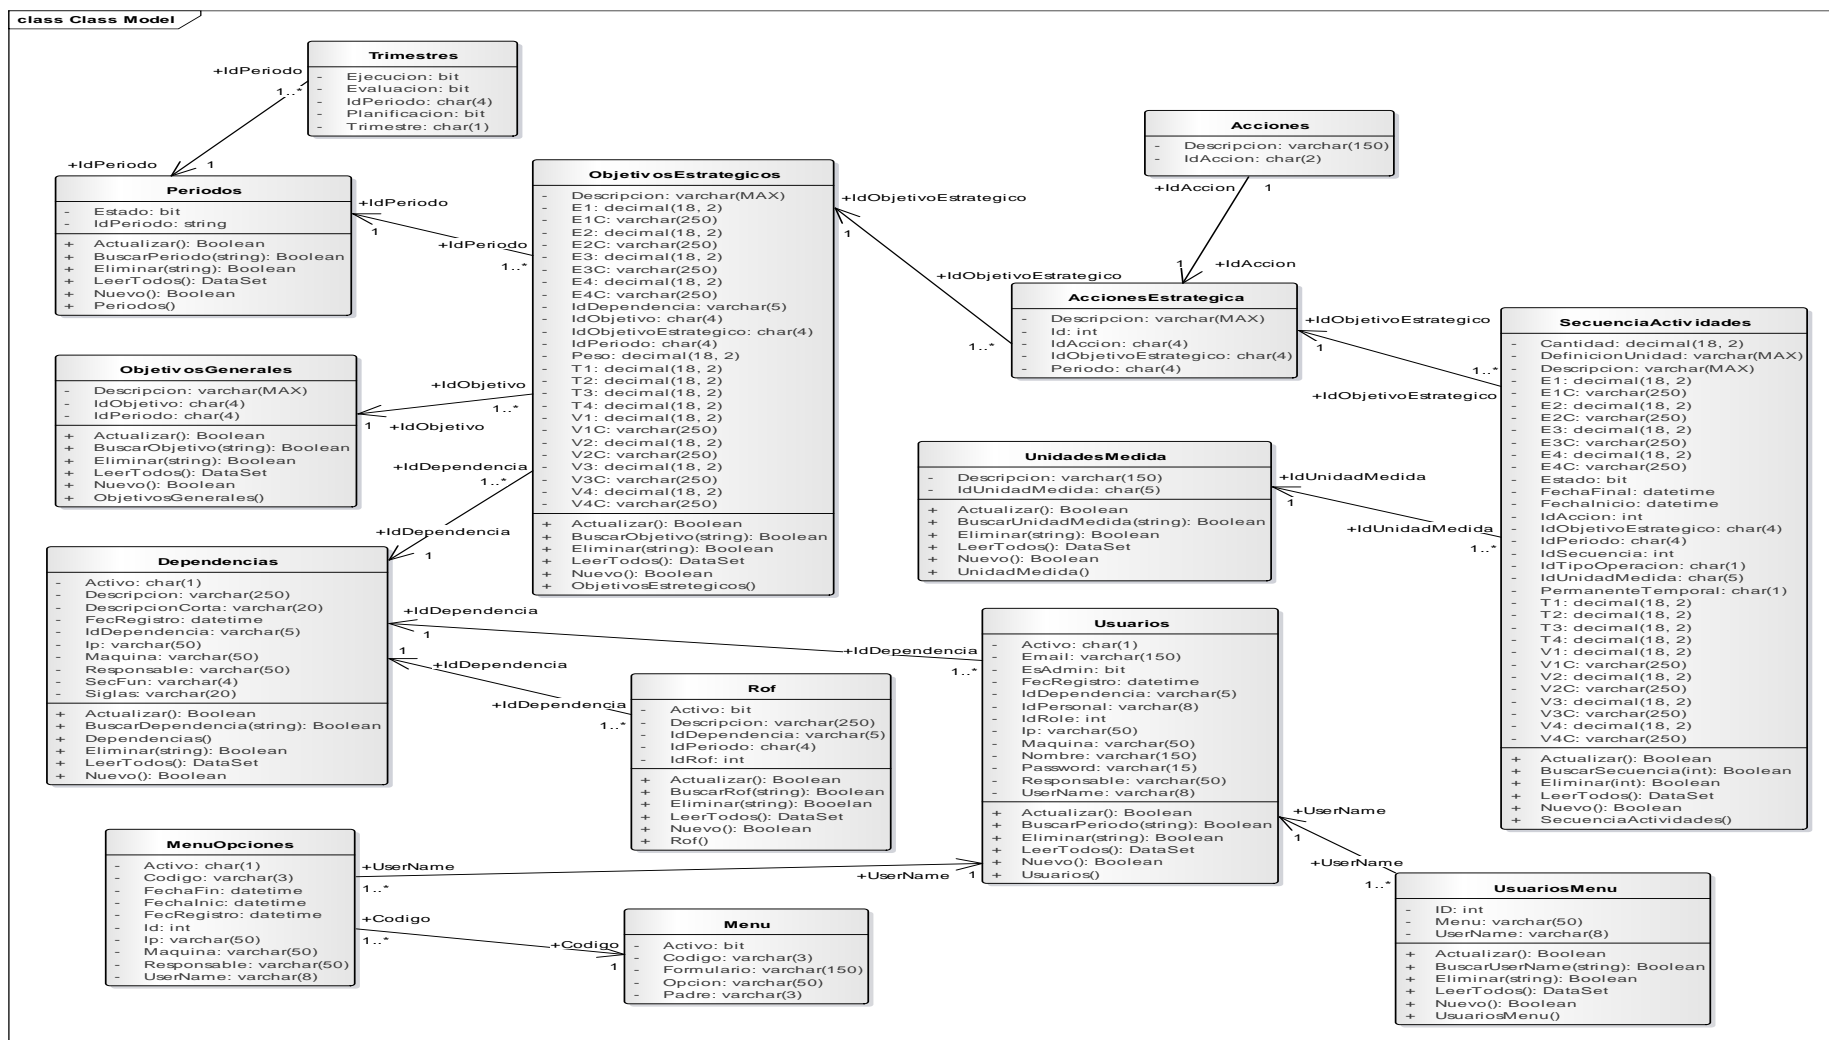 class Class Model
Trimestres
- Ejecucion: bit
- Evaluacion: bit
- IdPeriodo: char(4)
- Planificacion: bit
- Trimestre: char(1)
+IdPeriodo
1..*
+IdPeriodo
1
Periodos
- Estado: bit
- IdPeriodo: string
+ Actualizar(): Boolean
+ BuscarPeriodo(string): Boolean
+ Eliminar(string): Boolean
+ LeerTodos(): DataSet
+ Nuevo(): Boolean
+ Periodos()
+IdPeriodo
1
+IdPeriodo
1..*
ObjetivosEstrategicos
- Descripcion: varchar(MAX)
- E1: decimal(18, 2)
- E1C: varchar(250)
- E2: decimal(18, 2)
- E2C: varchar(250)
- E3: decimal(18, 2)
- E3C: varchar(250)
- E4: decimal(18, 2)
- E4C: varchar(250)
- IdDependencia: varchar(5)
- IdObjetivo: char(4)
- IdObjetivoEstrategico: char(4)
- IdPeriodo: char(4)
- Peso: decimal(18, 2)
- T1: decimal(18, 2)
- T2: decimal(18, 2)
- T3: decimal(18, 2)
- T4: decimal(18, 2)
- V1: decimal(18, 2)
- V1C: varchar(250)
- V2: decimal(18, 2)
- V2C: varchar(250)
- V3: decimal(18, 2)
- V3C: varchar(250)
- V4: decimal(18, 2)
- V4C: varchar(250)
+ Actualizar(): Boolean
+ BuscarObjetivo(string): Boolean
+ Eliminar(string): Boolean
+ LeerTodos(): DataSet
+ Nuevo(): Boolean
+ ObjetivosEstretegicos()
+IdObjetivoEstrategico
1
+IdObjetivoEstrategico
1..*
Acciones
- Descripcion: varchar(150)
- IdAccion: char(2)
+IdAccion
1
1
+IdAccion
AccionesEstrategica
- Descripcion: varchar(MAX)
- Id: int
- IdAccion: char(4)
- IdObjetivoEstrategico: char(4)
- Periodo: char(4)
+IdObjetivoEstrategico
1
1..*
+IdObjetivoEstrategico
SecuenciaActividades
- Cantidad: decimal(18, 2)
- DefinicionUnidad: varchar(MAX)
- Descripcion: varchar(MAX)
- E1: decimal(18, 2)
- E1C: varchar(250)
- E2: decimal(18, 2)
- E2C: varchar(250)
- E3: decimal(18, 2)
- E3C: varchar(250)
- E4: decimal(18, 2)
- E4C: varchar(250)
- Estado: bit
- FechaFinal: datetime
- FechaInicio: datetime
- IdAccion: int
- IdObjetivoEstrategico: char(4)
- IdPeriodo: char(4)
- IdSecuencia: int
- IdTipoOperacion: char(1)
- IdUnidadMedida: char(5)
- PermanenteTemporal: char(1)
- T1: decimal(18, 2)
- T2: decimal(18, 2)
- T3: decimal(18, 2)
- T4: decimal(18, 2)
- V1: decimal(18, 2)
- V1C: varchar(250)
- V2: decimal(18, 2)
- V2C: varchar(250)
- V3: decimal(18, 2)
- V3C: varchar(250)
- V4: decimal(18, 2)
- V4C: varchar(250)
+ Actualizar(): Boolean
+ BuscarSecuencia(int): Boolean
+ Eliminar(int): Boolean
+ LeerTodos(): DataSet
+ Nuevo(): Boolean
+ SecuenciaActividades()
ObjetivosGenerales
- Descripcion: varchar(MAX)
- IdObjetivo: char(4)
- IdPeriodo: char(4)
+ Actualizar(): Boolean
+ BuscarObjetivo(string): Boolean
+ Eliminar(string): Boolean
+ LeerTodos(): DataSet
+ Nuevo(): Boolean
+ ObjetivosGenerales()
+IdObjetivo
1..*
1
+IdObjetivo
+IdDependencia
1..*
+IdDependencia
1
UnidadesMedida
- Descripcion: varchar(150)
- IdUnidadMedida: char(5)
+ Actualizar(): Boolean
+ BuscarUnidadMedida(string): Boolean
+ Eliminar(string): Boolean
+ LeerTodos(): DataSet
+ Nuevo(): Boolean
+ UnidadMedida()
+IdUnidadMedida
1
+IdUnidadMedida
1..*
Dependencias
- Activo: char(1)
- Descripcion: varchar(250)
- DescripcionCorta: varchar(20)
- FecRegistro: datetime
- IdDependencia: varchar(5)
- Ip: varchar(50)
- Maquina: varchar(50)
- Responsable: varchar(50)
- SecFun: varchar(4)
- Siglas: varchar(20)
+ Actualizar(): Boolean
+ BuscarDependencia(string): Boolean
+ Dependencias()
+ Eliminar(string): Boolean
+ LeerTodos(): DataSet
+ Nuevo(): Boolean
+IdDependencia
1
+IdDependencia
1..*
1
+IdDependencia
+IdDependencia
1..*
Rof
- Activo: bit
- Descripcion: varchar(250)
- IdDependencia: varchar(5)
- IdPeriodo: char(4)
- IdRof: int
+ Actualizar(): Boolean
+ BuscarRof(string): Boolean
+ Eliminar(string): Booelan
+ LeerTodos(): DataSet
+ Nuevo(): Boolean
+ Rof()
Usuarios
- Activo: char(1)
- Email: varchar(150)
- EsAdmin: bit
- FecRegistro: datetime
- IdDependencia: varchar(5)
- IdPersonal: varchar(8)
- IdRole: int
- Ip: varchar(50)
- Maquina: varchar(50)
- Nombre: varchar(150)
- Password: varchar(15)
- Responsable: varchar(50)
- UserName: varchar(8)
+ Actualizar(): Boolean
+ BuscarPeriodo(string): Boolean
+ Eliminar(string): Boolean
+ LeerTodos(): DataSet
+ Nuevo(): Boolean
+ Usuarios()
+UserName
1
+UserName
1..*
MenuOpciones
- Activo: char(1)
- Codigo: varchar(3)
- FechaFin: datetime
- FechaInic: datetime
- FecRegistro: datetime
- Id: int
- Ip: varchar(50)
- Maquina: varchar(50)
- Responsable: varchar(50)
- UserName: varchar(8)
+UserName
1..*
+UserName
1
+Codigo
1..*
+Codigo
1
Menu
- Activo: bit
- Codigo: varchar(3)
- Formulario: varchar(150)
- Opcion: varchar(50)
- Padre: varchar(3)
UsuariosMenu
- ID: int
- Menu: varchar(50)
- UserName: varchar(8)
+ Actualizar(): Boolean
+ BuscarUserName(string): Boolean
+ Eliminar(string): Boolean
+ LeerTodos(): DataSet
+ Nuevo(): Boolean
+ UsuariosMenu()